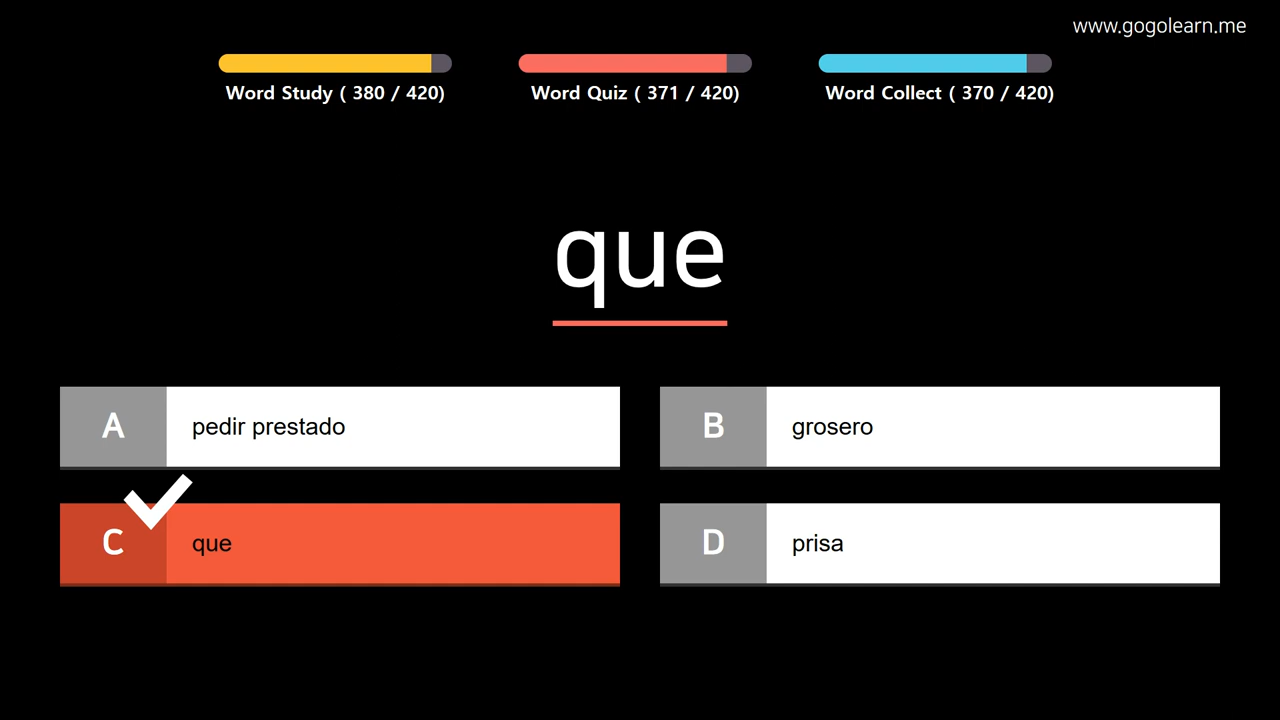 www.gogolearn.me
Word Study ( 380 / 420)
Word Quiz ( 371 / 420)
Word Collect ( 370 / 420)
que
A pedir prestado
B grosero
C que
D prisa